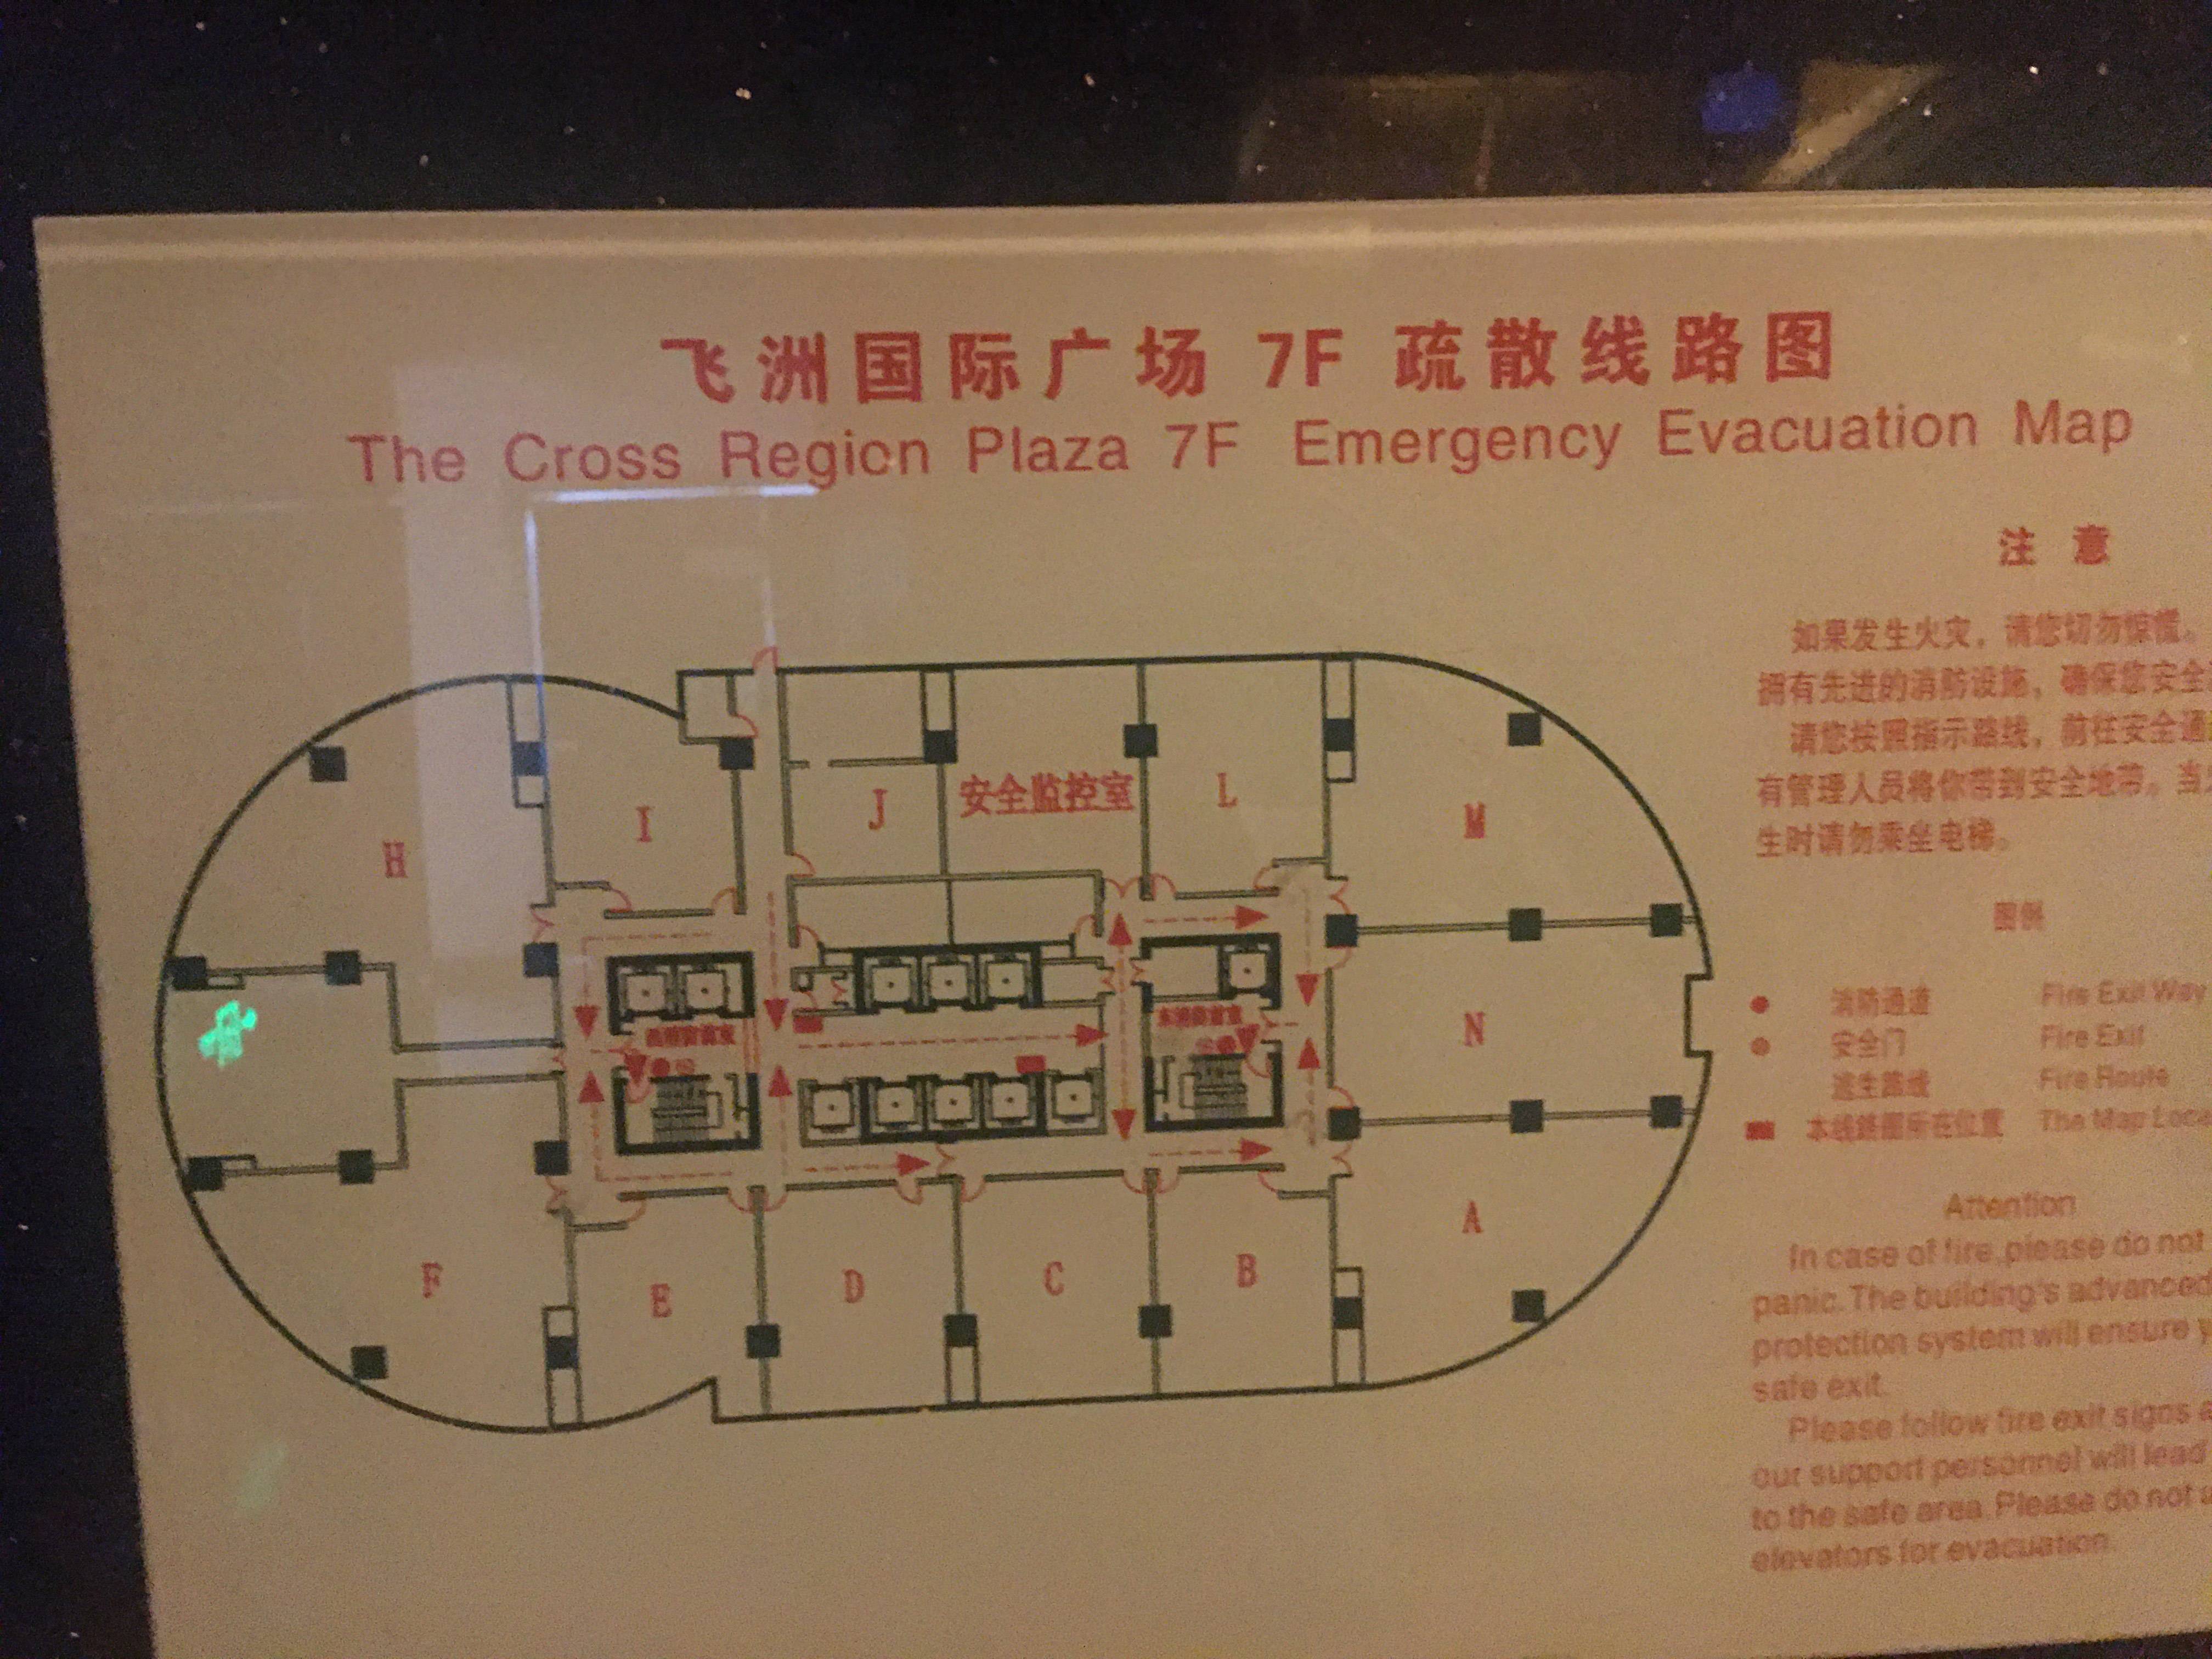 飞洲国际广场 7F 疏散线路图
The Cross Region Plaza 7F Emergency Evacuation Map
注 意
如果发生火灾，请您切勿惊慌。
拥有先进的消防设施，确保您安全
请您按照指示路线，前往安全通
有管理人员将你带到安全地带。当
生时请勿乘坐电梯。
图例
消防通道 Fire Exit Way
安全门 Fire Exit
逃生路线 Fire Route
本线路图所在位置 The Map
Attention
In case of fire,please do not
panic.The building's advanced
protection system will ensure
safe exit.
Please follow fire exit signs
our support personnel will lead
to the safe area.Please do not
elevators for evacuation.
H
I
J
安全监控室
L
M
N
A
B
C
D
E
F